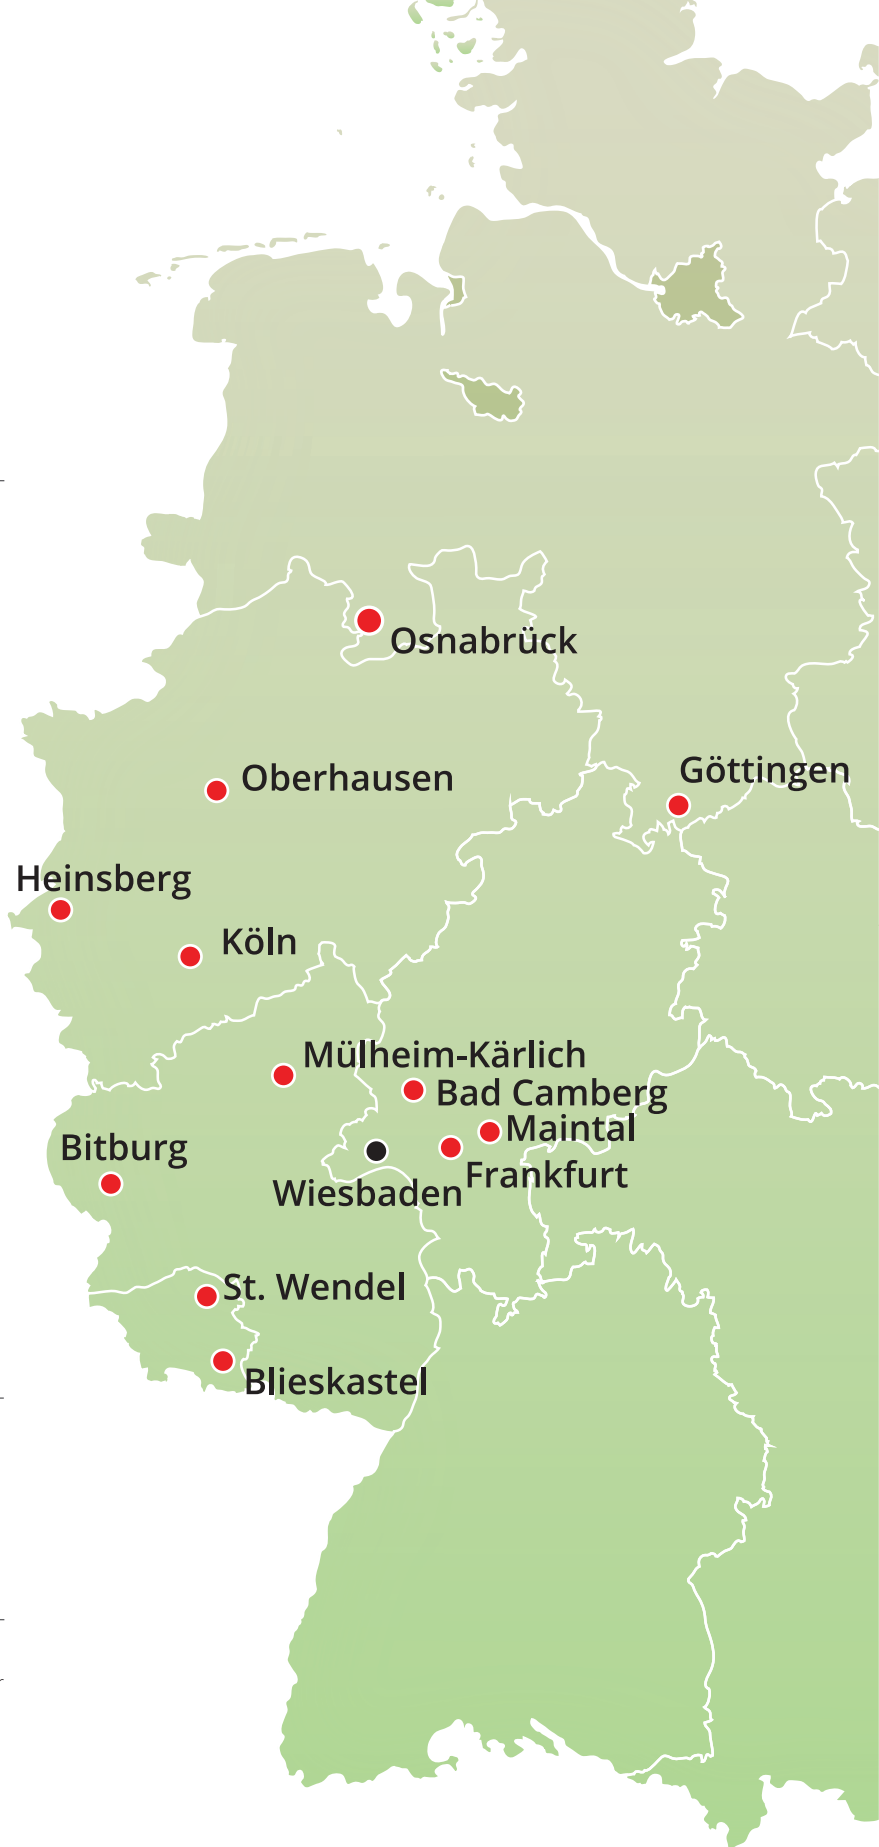 Osnabrück
Oberhausen
Göttingen
Heinsberg
Köln
Mülheim-Kärlich
Bad Camberg
Maintal
Bitburg
Frankfurt
Wiesbaden
St. Wendel
Blieskastel